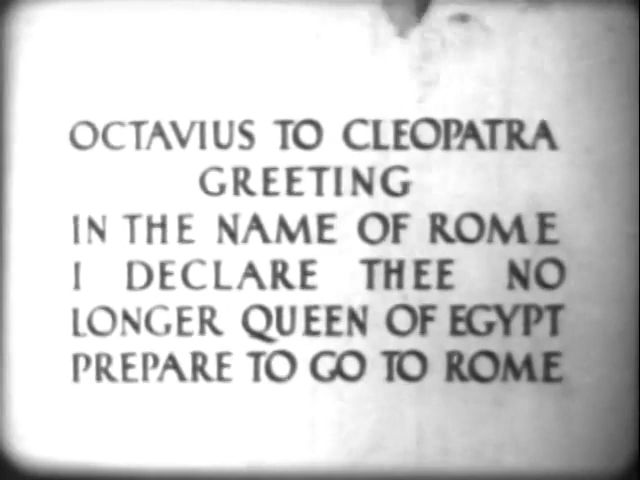 OCTAVIUS TO CLEOPATRA
GREETING
IN THE NAME OF ROME
I DECLARE THEE NO
LONGER QUEEN OF EGYPT
PREPARE TO GO TO ROME